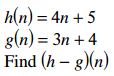 h(n) = 4n + 5
g(n) = 3n + 4
Find (h − g)(n)